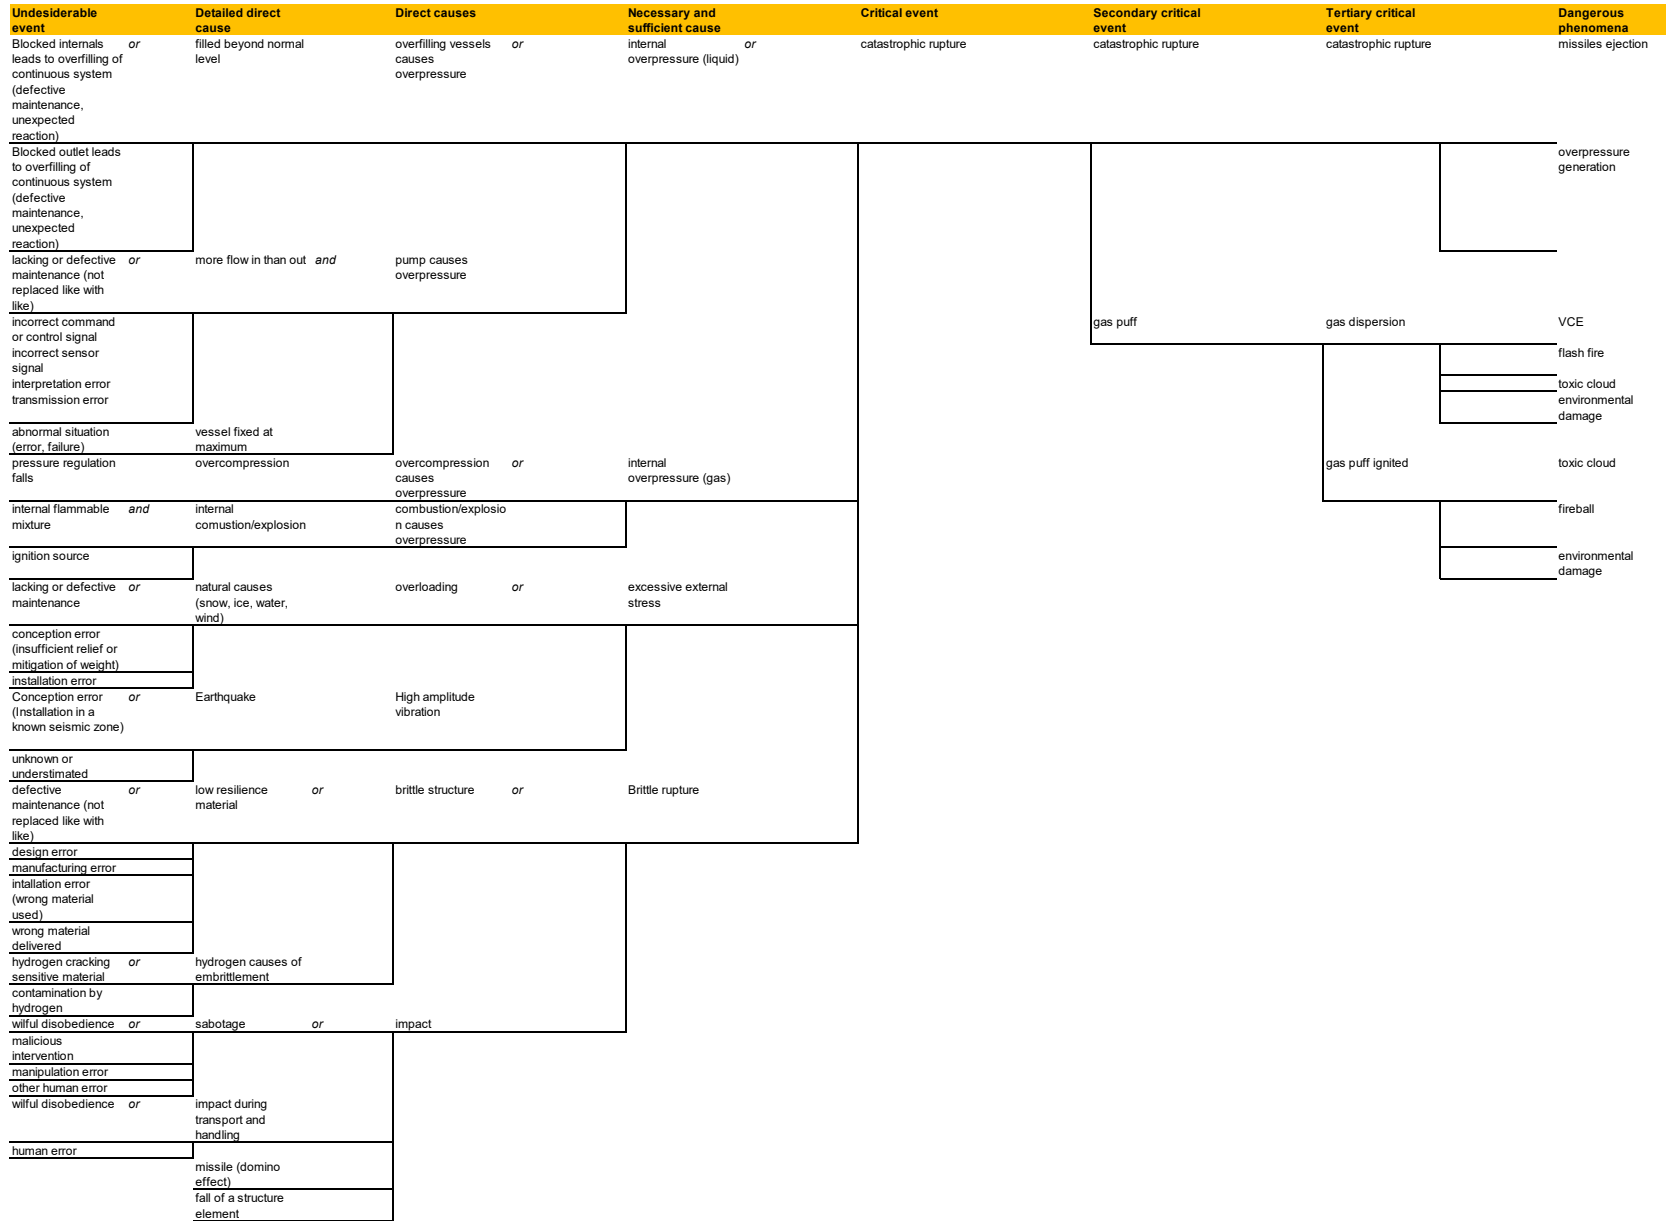 Undesirable event
Detailed direct cause
Direct causes
Necessary and sufficient cause
Critical event
Secondary critical event
Tertiary critical event
Dangerous phenomena
Blocked internals
leads to overfilling of
continuous system
(defective
maintenance,
unexpected
reaction)
or
filled beyond normal
level
overfilling vessels
causes
overpressure
or
internal
overpressure (liquid)
or
catastrophic rupture
catastrophic rupture
catastrophic rupture
missiles ejection
Blocked outlet leads
to overfilling of
continuous system
(defective
maintenance,
unexpected
reaction)
overpressure
generation
lacking or defective
maintenance (not
replaced like with
like)
or
more flow in than out
and
pump causes
overpressure
incorrect command
or control signal
gas puff
gas dispersion
VCE
incorrect sensor
signal
flash fire
interpretation error
toxic cloud
transmission error
environmental
damage
abnormal situation
(error, failure)
vessel fixed at
maximum
pressure regulation
falls
overcompression
overcompression
causes
overpressure
or
internal
overpressure (gas)
gas puff ignited
toxic cloud
internal flammable
mixture
and
internal
comustion/explosion
combustion/explosio
n causes
overpressure
fireball
ignition source
environmental
damage
lacking or defective
maintenance
or
natural causes
(snow, ice, water,
wind)
overloading
or
excessive external
stress
conception error
(insufficient relief or
mitigation of weight)
installation error
Conception error
(Installation in a
known seismic zone)
or
Earthquake
High amplitude
vibration
unknown or
understimated
defective
maintenance (not
replaced like with
like)
or
low resilience
material
or
brittle structure
or
Brittle rupture
design error
manufacturing error
intallation error
(wrong material
used)
wrong material
delivered
hydrogen cracking
sensitive material
or
hydrogen causes of
embrittlement
contamination by
hydrogen
wilful disobedience
or
sabotage
or
impact
malicious
intervention
manipulation error
other human error
wilful disobedience
or
impact during
transport and
handling
human error
missile (domino
effect)
fall of a structure
element